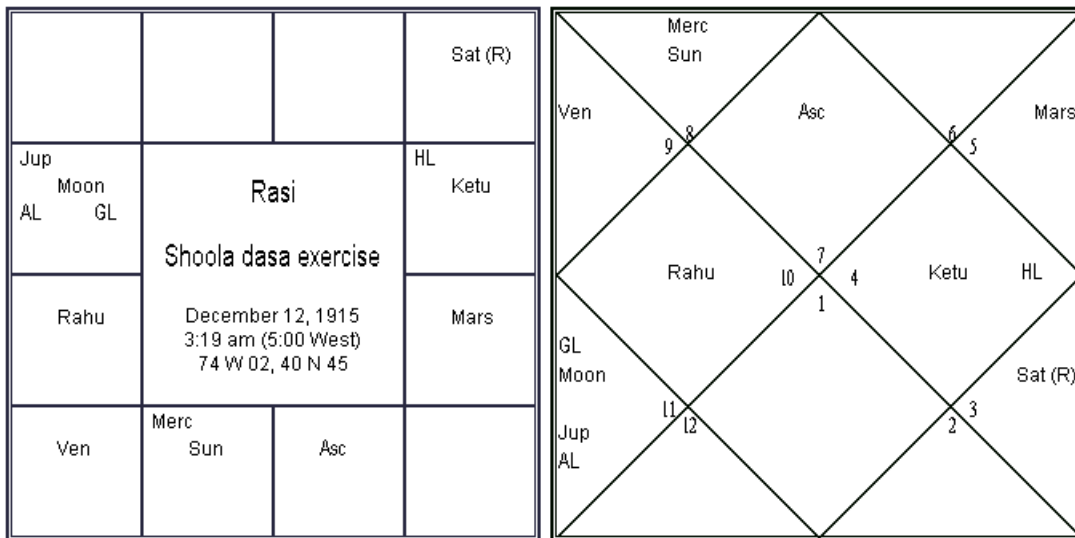 Sat (R)
Jup
Moon
AL GL
HL
Ketu
Rasi
Shoola dasa exercise
Rahu
December 12, 1915
3:19 am (5:00 West)
74 W 02, 40 N 45
Mars
Ven
Merc
Sun
Asc
Merc
Sun
Ven
Asc
Mars
8
6
9
5
7
Rahu
10
4
Ketu
HL
1
GL
Moon
Sat (R)
11
3
12
2
Jup
AL